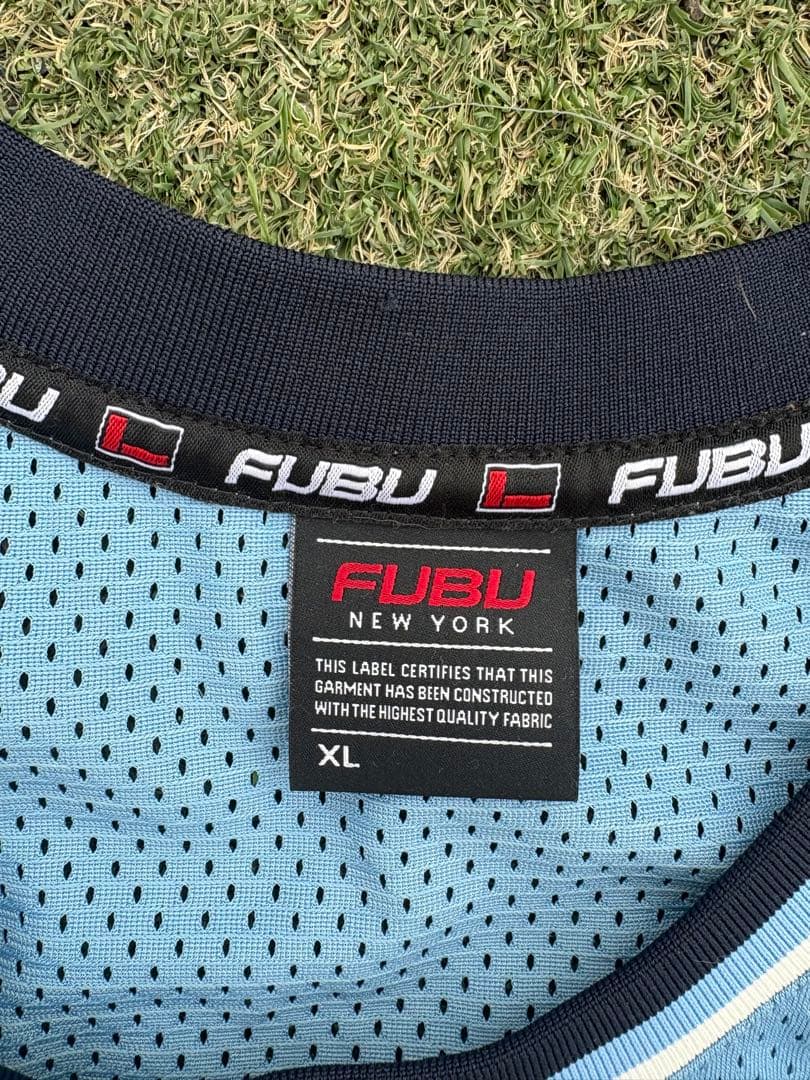 FUBU FUBU FUBU
FUBU
NEW YORK
THIS LABEL CERTIFIES THAT THIS
GARMENT HAS BEEN CONSTRUCTED
WITH THE HIGHEST QUALITY FABRIC
XL